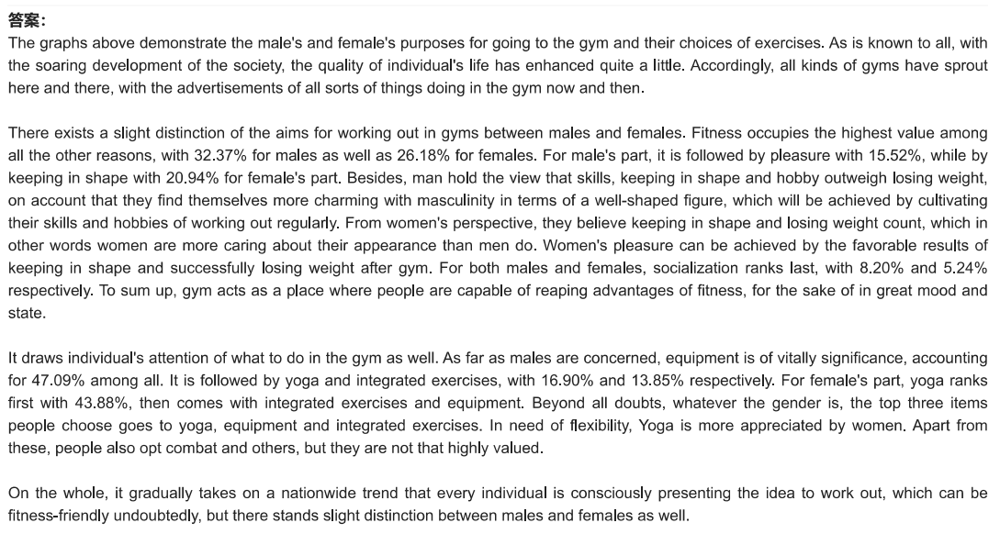 答案:
The graphs above demonstrate the male's and female's purposes for going to the gym and their choices of exercises. As is known to all, with
the soaring development of the society, the quality of individual's life has enhanced quite a little. Accordingly, all kinds of gyms have sprout
here and there, with the advertisements of all sorts of things doing in the gym now and then.
There exists a slight distinction of the aims for working out in gyms between males and females. Fitness occupies the highest value among
all the other reasons, with 32.37% for males as well as 26.18% for females. For male's part, it is followed by pleasure with 15.52%, while by
keeping in shape with 20.94% for female's part. Besides, man hold the view that skills, keeping in shape and hobby outweigh losing weight,
on account that they find themselves more charming with masculinity in terms of a well-shaped figure, which will be achieved by cultivating
their skills and hobbies of working out regularly. From women's perspective, they believe keeping in shape and losing weight count, which in
other words women are more caring about their appearance than men do. Women's pleasure can be achieved by the favorable results of
keeping in shape and successfully losing weight after gym. For both males and females, socialization ranks last, with 8.20% and 5.24%
respectively. To sum up, gym acts as a place where people are capable of reaping advantages of fitness, for the sake of in great mood and
state.
It draws individual's attention of what to do in the gym as well. As far as males are concerned, equipment is of vitally significance, accounting
for 47.09% among all. It is followed by yoga and integrated exercises, with 16.90% and 13.85% respectively. For female's part, yoga ranks
first with 43.88%, then comes with integrated exercises and equipment. Beyond all doubts, whatever the gender is, the top three items
people choose goes to yoga, equipment and integrated exercises. In need of flexibility, Yoga is more appreciated by women. Apart from
these, people also opt combat and others, but they are not that highly valued.
On the whole, it gradually takes on a nationwide trend that every individual is consciously presenting the idea to work out, which can be
fitness-friendly undoubtedly, but there stands slight distinction between males and females as well.